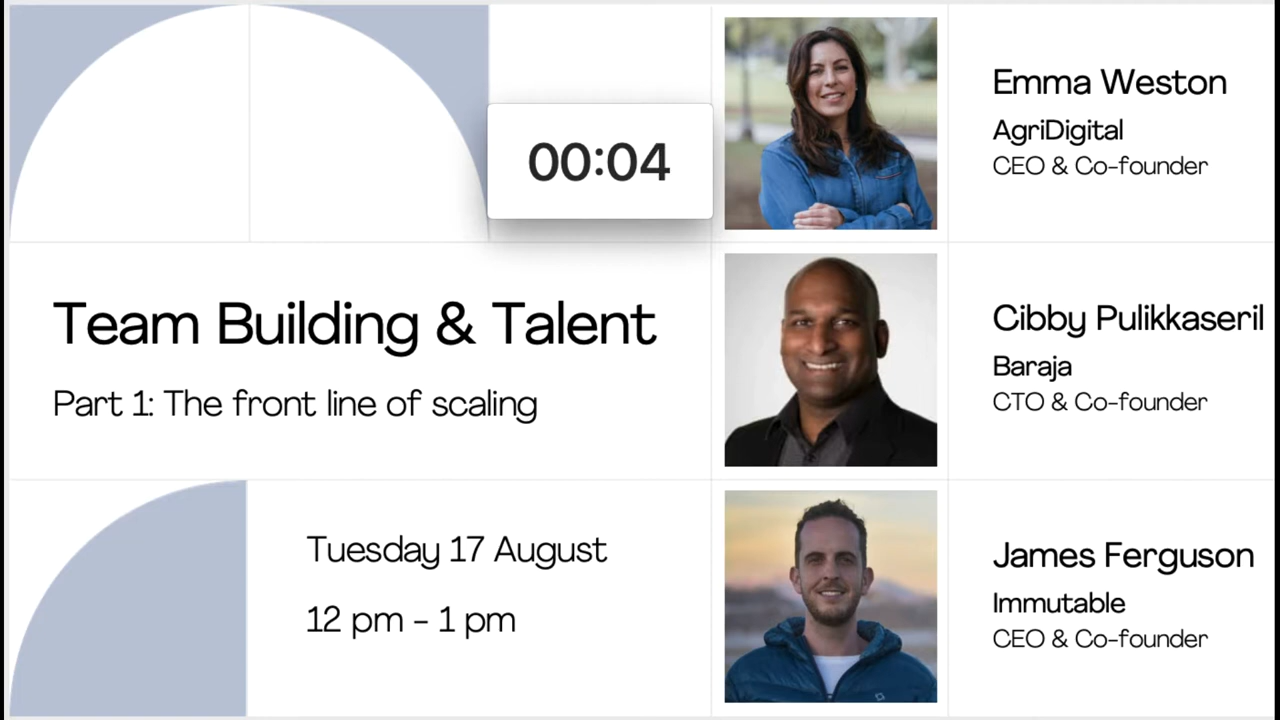 00:04
Team Building & Talent
Part 1: The front line of scaling
Tuesday 17 August
12 pm - 1 pm
Emma Weston
AgriDigital
CEO & Co-founder
Cibby Pulikkaseril
Baraja
CTO & Co-founder
James Ferguson
Immutable
CEO & Co-founder